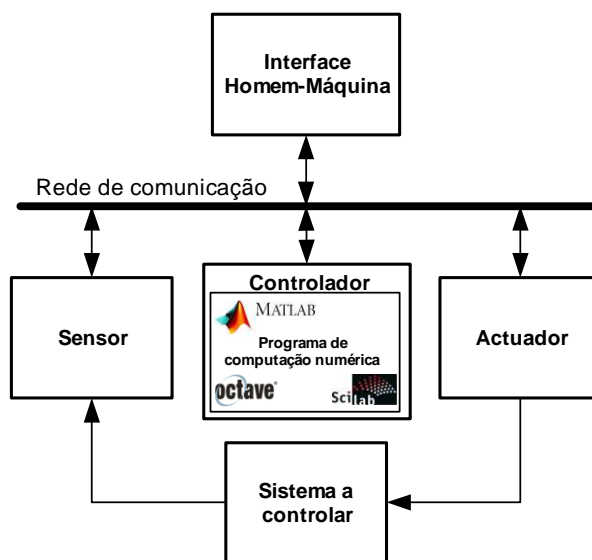 Interface
Homem-Máquina
Rede de comunicação
Sensor
Controlador
MATLAB
Programa de
computação numérica
octave
Scilab
Actuador
Sistema a
controlar